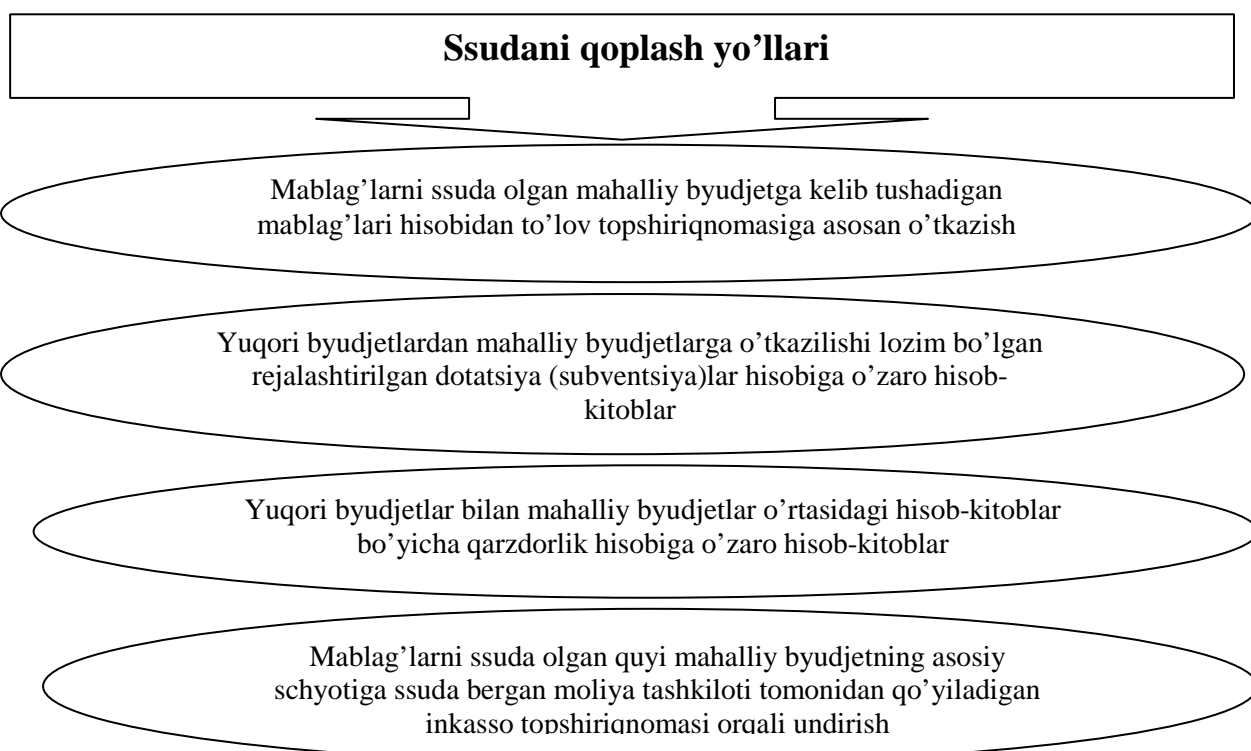 Ssudani qoplash yo’llari
Mablag’larni ssuda olgan mahalliy byudjetga kelib tushadigan
mablag’lari hisobidan to’lov topshiriqnomasiga asosan o’tkazish
Yuqori byudjetlardan mahalliy byudjetlarga o’tkazilishi lozim bo’lgan
rejalashtirilgan dotatsiya (subventsiya)lar hisobiga o’zaro hisob-
kitoblar
Yuqori byudjetlar bilan mahalliy byudjetlar o’rtasidagi hisob-kitoblar
bo’yicha qarzdorlik hisobiga o’zaro hisob-kitoblar
Mablag’larni ssuda olgan quyi mahalliy byudjetning asosiy
schyotiga ssuda bergan moliya tashkiloti tomonidan qo’yiladigan
inkasso topshiriqnomasi orqali undirish